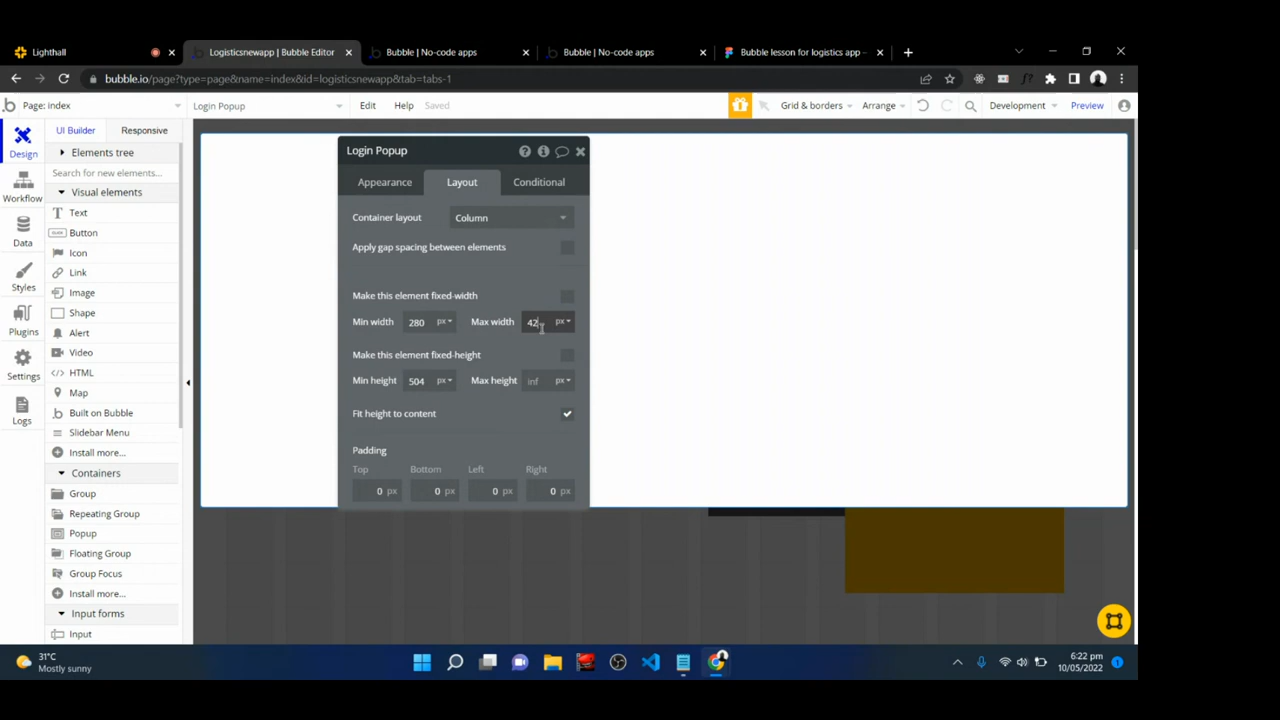 Lighthall
Logisticsnewapp | Bubble Editor
Bubble | No-code apps
Bubble | No-code apps
Bubble lesson for logistics app –
bubble.io/page?type=page&name=index&id=logisticsnewapp&tab=tabs-1
Page: index
Login Popup
Edit
Help
Saved
Grid & borders
Arrange
Development
Preview
Design
Workflow
Data
Styles
Plugins
Settings
Logs
UI Builder
Responsive
Elements tree
Search for new elements...
Visual elements
Text
CLICK
Button
Icon
Link
Image
Shape
Alert
Video
</> HTML
Map
Built on Bubble
Slidebar Menu
Install more...
Containers
Group
Repeating Group
Popup
Floating Group
Group Focus
Install more...
Input forms
Input
Login Popup
Appearance
Layout
Conditional
Container layout
Column
Apply gap spacing between elements
Make this element fixed-width
Min width 280 px
Max width 42 px
Make this element fixed-height
Min height 504 px
Max height inf px
Fit height to content
Padding
Top Bottom Left Right
0 px 0 px 0 px 0 px
31°C
Mostly sunny
6:22 pm
10/05/2022
1